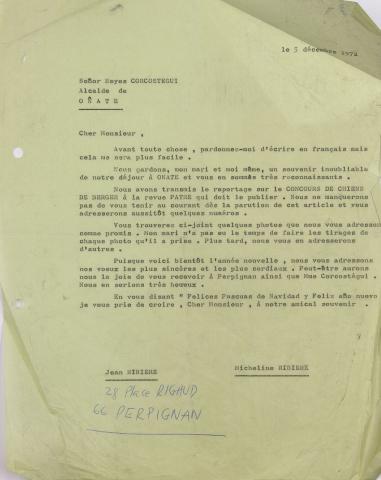 le 5 décembre 1972
Señor Reyes CORCOSTEGUI
Alcalde de
OÑATE
Cher Monsieur ,
Avant toute chose , pardonnez-moi d'écrire en français mais
cela me sera plus facile .
Nous gardons, mon mari et moi même, un souvenir inoubliable
de notre séjour à ONATE et vous en sommes très reconnaissants .
Nous avons transmis le reportage sur le CONCOURS DE CHIENS
DE BERGER à la revue qui doit le publier . Nous ne manquerons
pas de vous tenir au courant dès la parution de cet article et vous
adresserons aussitôt quelques numéros .
Vous trouverez ci-joint quelques photos que nous vous adressons
comme promis . Mon mari n'a pas eu le temps de faire les tirages de
chaque photo qu'il a prise . Plus tard, nous vous en adresserons
d'autres .
Puisque voici bientôt l'année nouvelle , nous vous adressons
nos voeux les plus sincères et les plus cordiaux . Peut-être aurons
nous la joie de vous recevoir à Perpignan ainsi que Mme Corcostégui .
Nous en serions très heureux .
En vous disant " Felices Pascuas de Navidad y Felix año nuevo
je vous prie de croire , Cher Monsieur , à notre amical souvenir .
Jean RIBIERE
Micheline RIBIERE
28 Place RIGAUD
66 PERPIGNAN